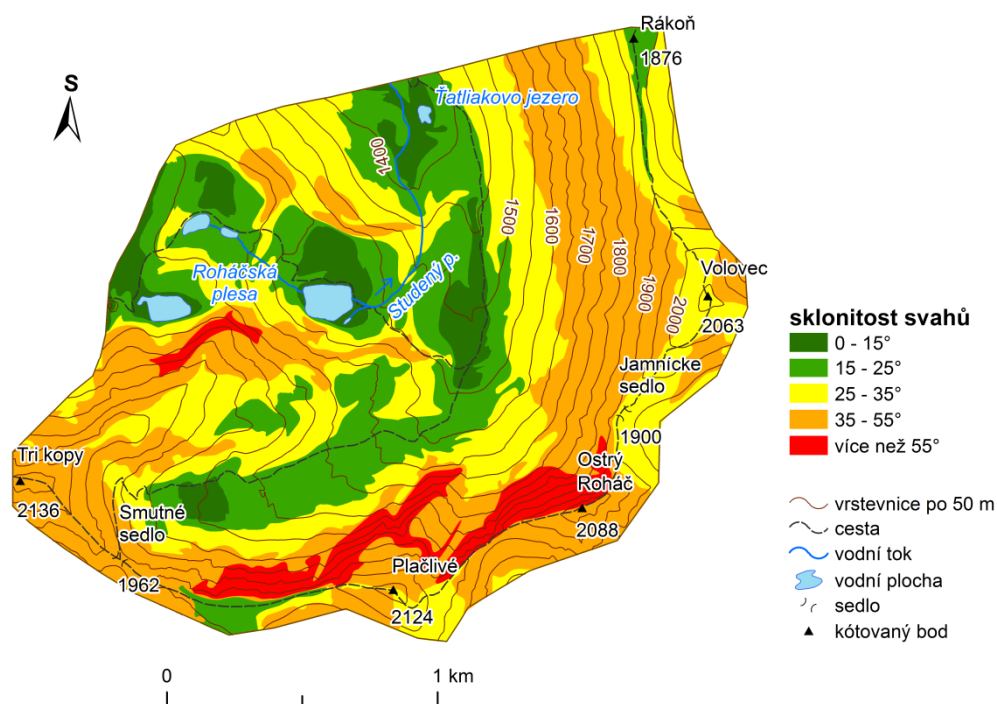 Rákoň
1876
S
Ťatliakovo jezero
1400
1500
1600
1700
1800
1900
2000
Roháčská
plesa
Studený p.
Volovec
2063
Jamnícke
sedlo
1900
Tri kopy
2136
Smutné
sedlo
1962
Ostrý
Roháč
2088
Plačlivé
2124
sklonitost svahů
0 - 15°
15 - 25°
25 - 35°
35 - 55°
více než 55°
vrstevnice po 50 m
cesta
vodní tok
vodní plocha
sedlo
kótovaný bod
0
1 km